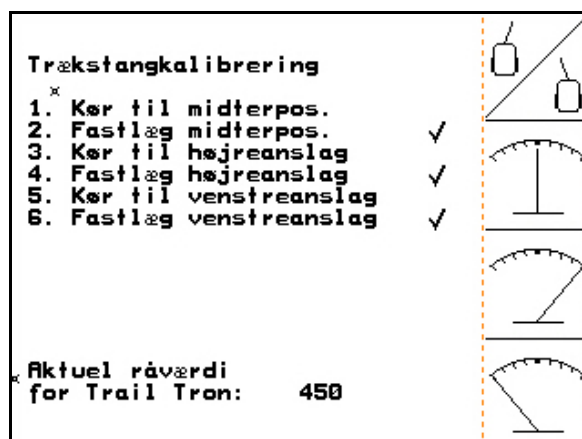 Trækstangkalibrering
1. Kør til midterpos.
2. Fastlæg midterpos. ✓
3. Kør til højreanslag
4. Fastlæg højreanslag ✓
5. Kør til venstreanslag
6. Fastlæg venstreanslag ✓
Aktuel råværdi
for Trail Tron: 450